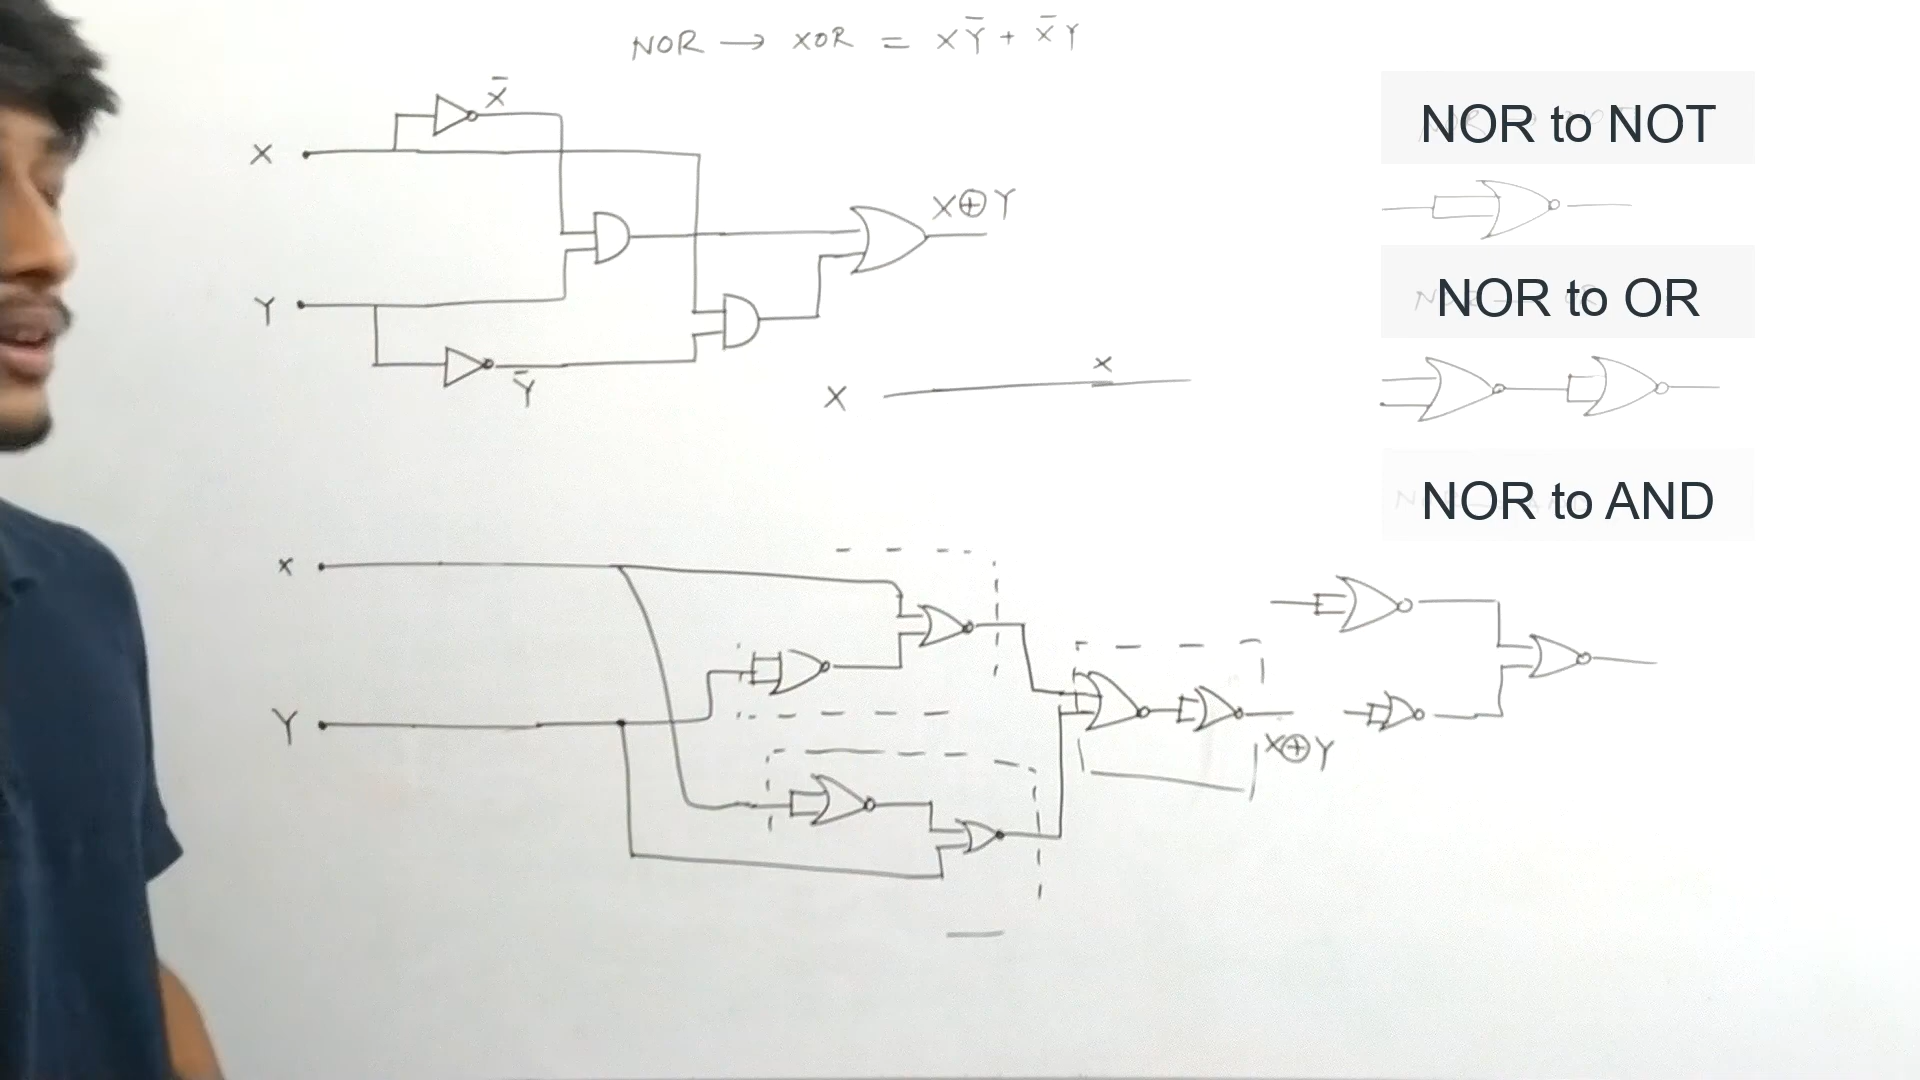 NOR → XOR = XȲ + X̄Y
X̄
X
X⊕Y
Y
Ȳ
X
x
NOR to NOT
NOR to OR
NOR to AND
x
Y
X⊕Y